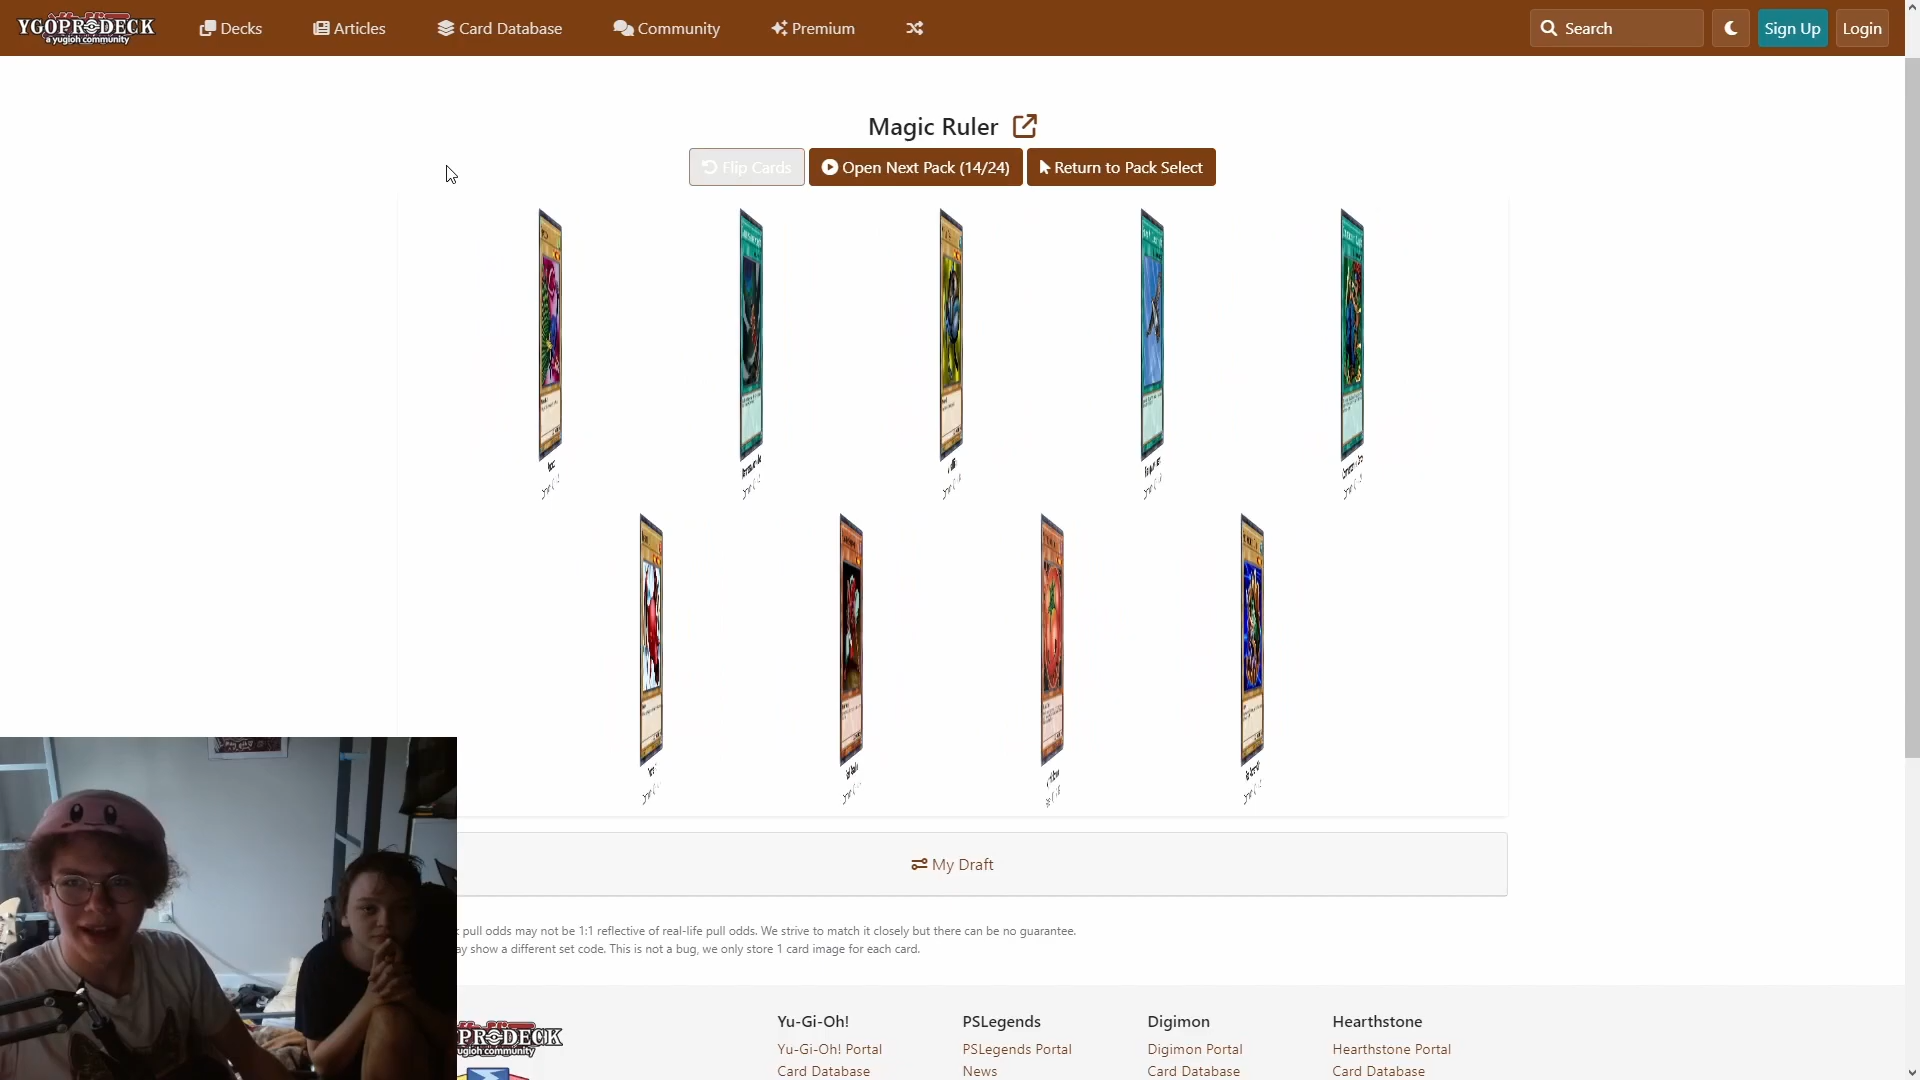 YGOPRODECK
a yugioh community
Decks
Articles
Card Database
Community
Premium
Search
Sign Up
Login
Magic Ruler
Flip Cards
Open Next Pack (14/24)
Return to Pack Select
My Draft
pull odds may not be 1:1 reflective of real-life pull odds. We strive to match it closely but there can be no guarantee.
ay show a different set code. This is not a bug, we only store 1 card image for each card.
PRODECK
yugioh community
Yu-Gi-Oh!
PSLegends
Digimon
Hearthstone
Yu-Gi-Oh! Portal
PSLegends Portal
Digimon Portal
Hearthstone Portal
Card Database
News
Card Database
Card Database